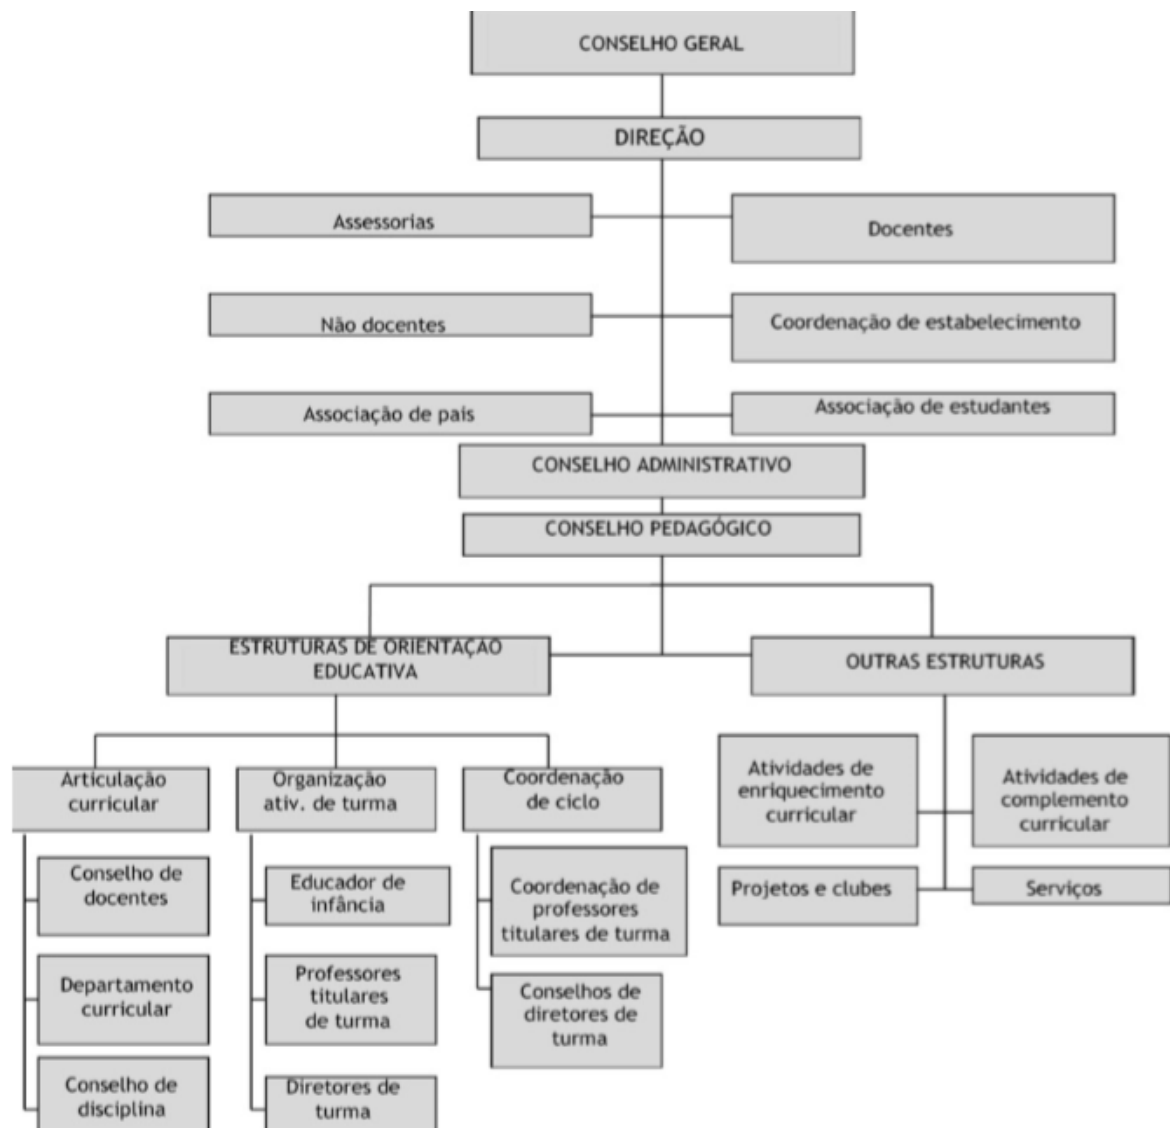 CONSELHO GERAL
DIREÇÃO
Assessorias
Docentes
Não docentes
Coordenação de estabelecimento
Associação de pais
Associação de estudantes
CONSELHO ADMINISTRATIVO
CONSELHO PEDAGÓGICO
ESTRUTURAS DE ORIENTAÇÃO
EDUCATIVA
OUTRAS ESTRUTURAS
Articulação
curricular
Organização
ativ. de turma
Coordenação
de ciclo
Conselho de
docentes
Departamento
curricular
Conselho de
disciplina
Educador de
infância
Professores
titulares
de turma
Diretores de
turma
Coordenação de
professores
titulares de turma
Conselhos de
diretores de
turma
Atividades de
enriquecimento
curricular
Atividades de
complemento
curricular
Projetos e clubes
Serviços